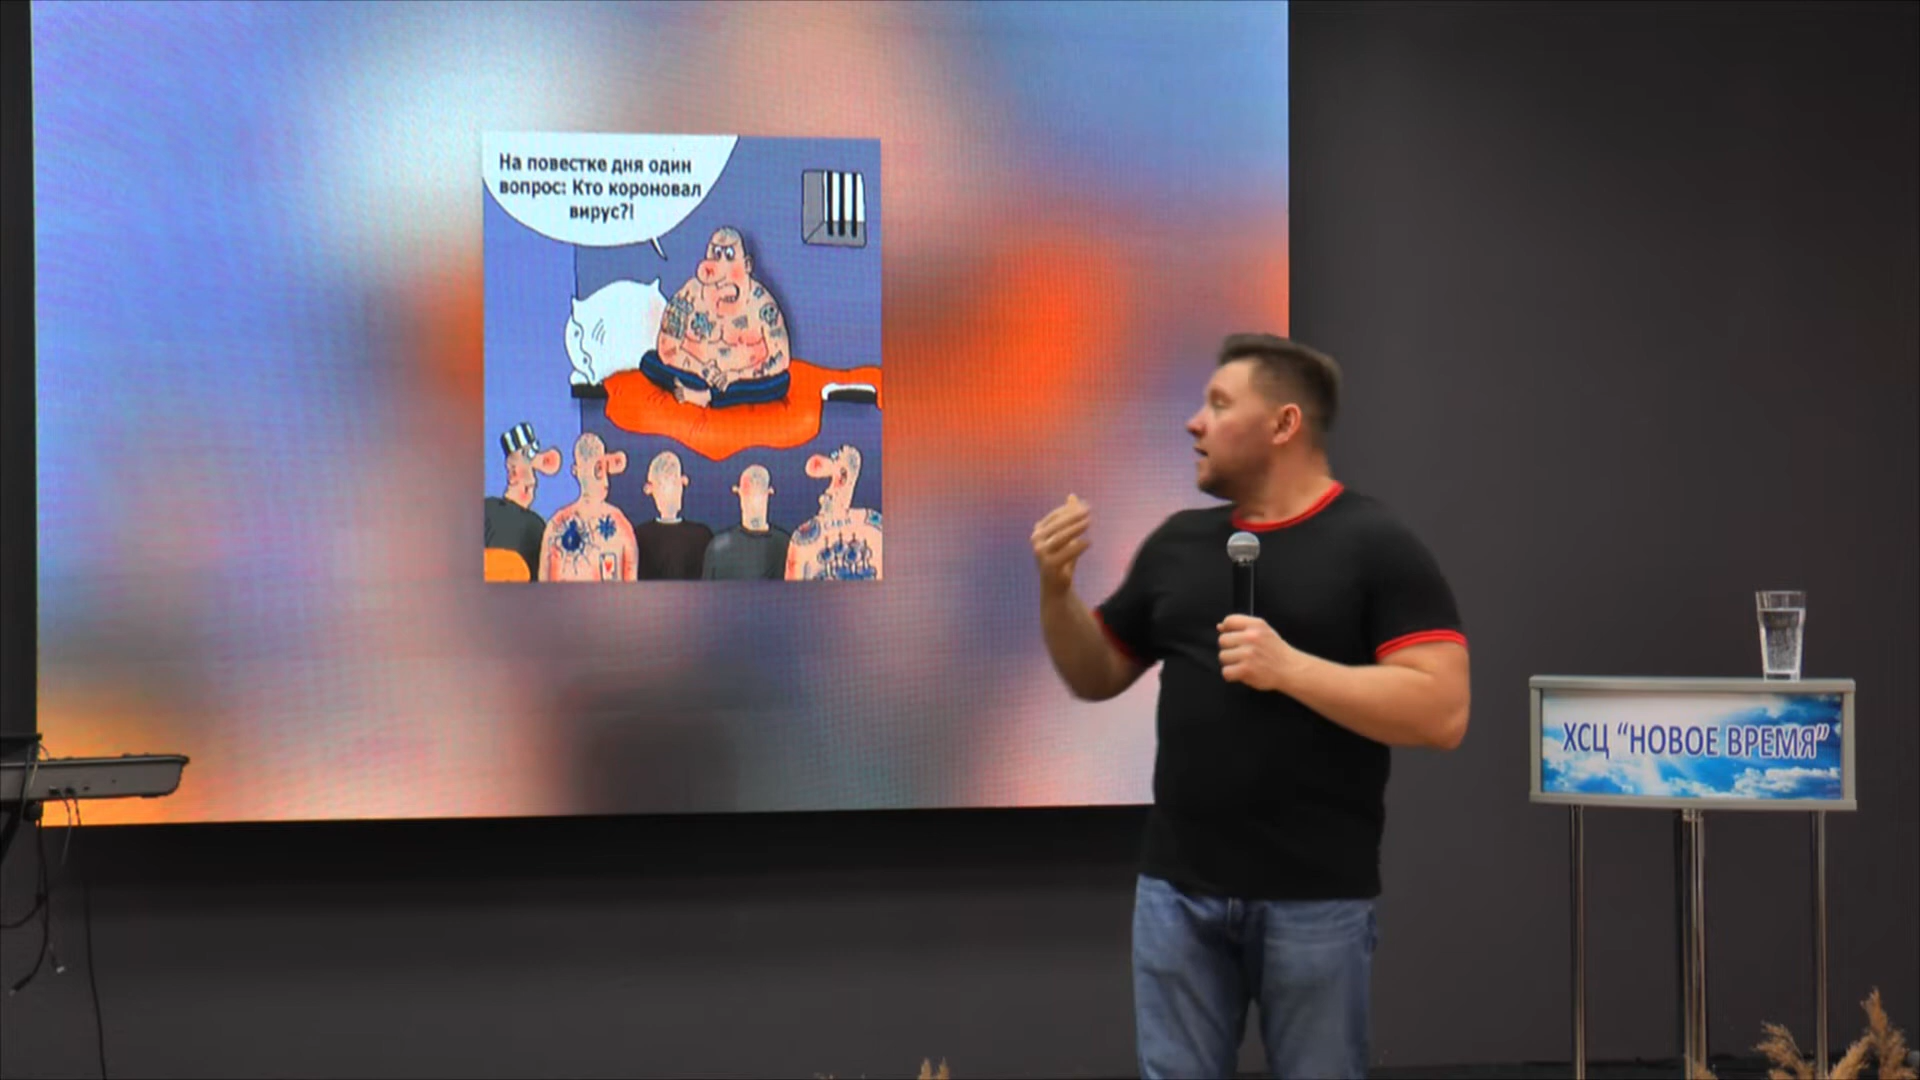 На повестке дня один
вопрос: Кто короновал
вирус?!
ХСЦ “НОВОЕ ВРЕМЯ”